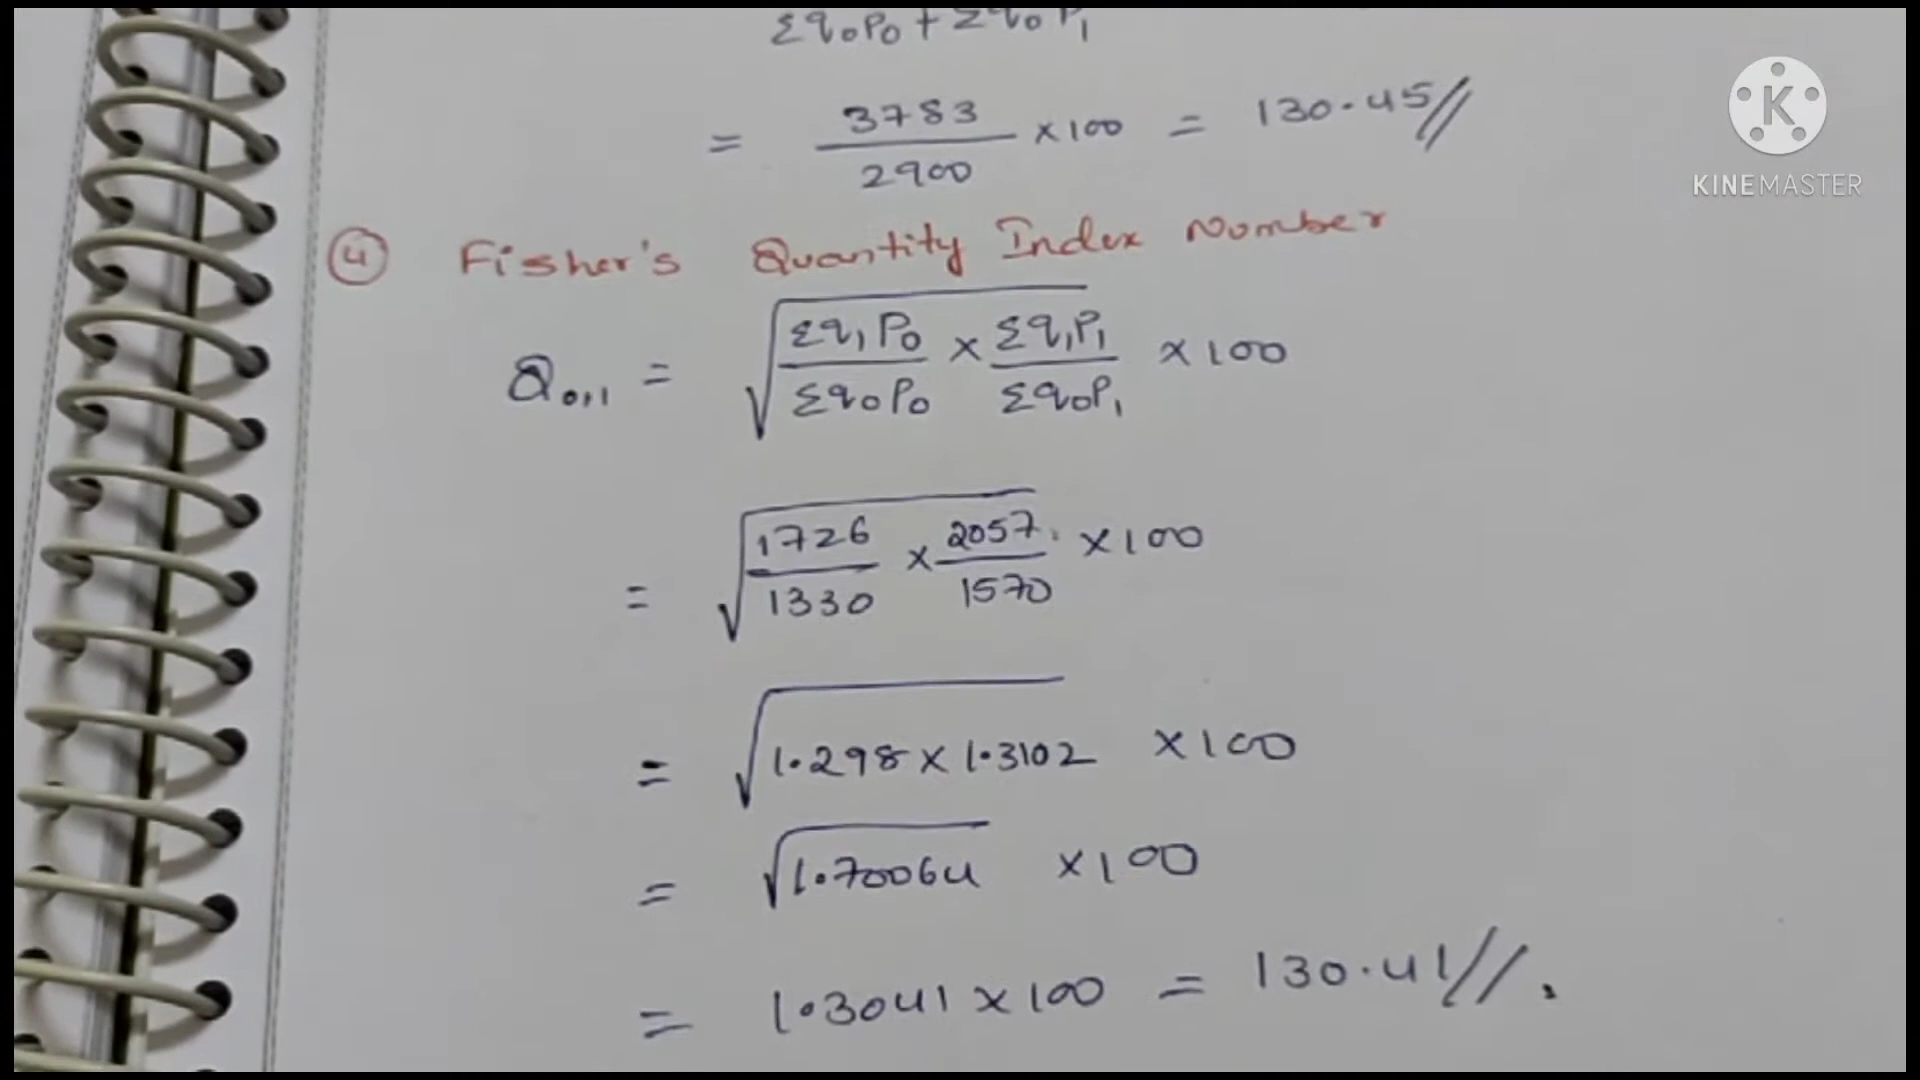 Σq₀P₀ + Σq₀P₁
= 3783/2900 × 100 = 130.45//
KINEMASTER
④ Fisher's Quantity Index Number
Q₀,₁ = √(Σq₁P₀/Σq₀P₀ × Σq₁P₁/Σq₀P₁) × 100
= √(1726/1330 × 2057/1570) × 100
= √(1.298 × 1.3102) × 100
= √1.70064 × 100
= 1.3041 × 100 = 130.41//.